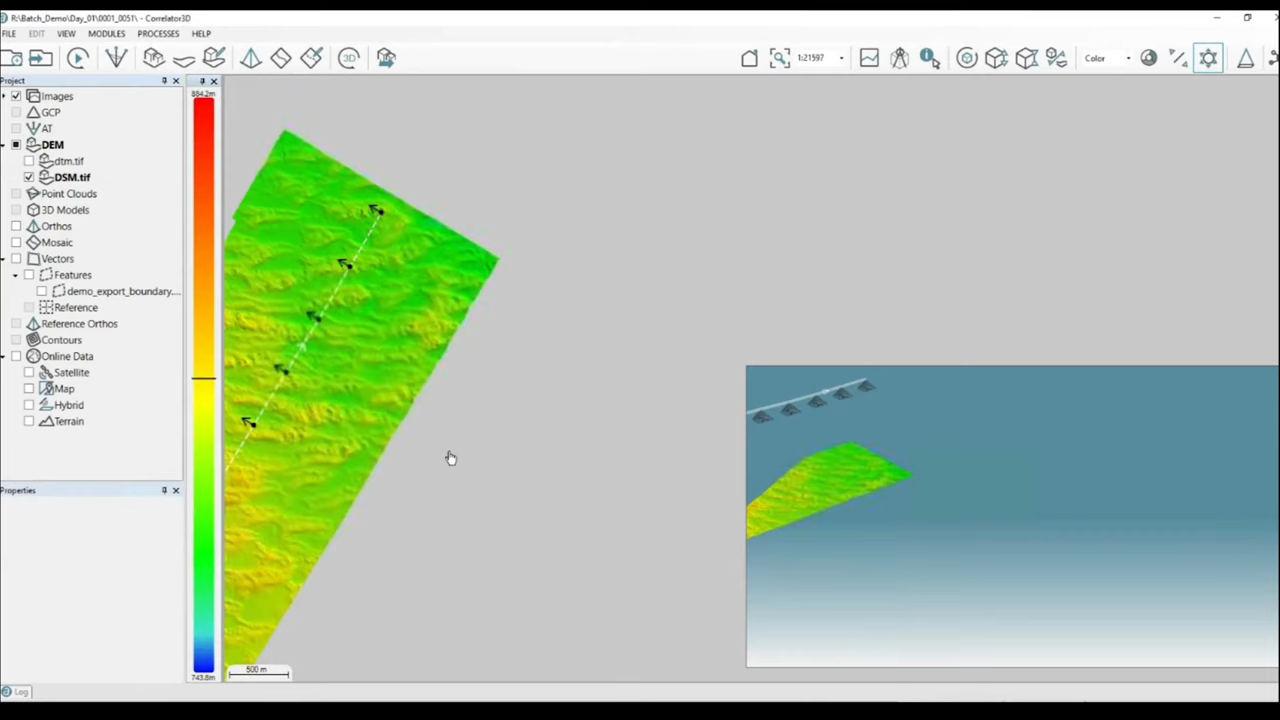 R:\Batch_Demo\Day_01\0001_0051\ - Correlator3D
FILE EDIT VIEW MODULES PROCESSES HELP
1:21597
Color
Project
Images
GCP
AT
DEM
dtm.tif
DSM.tif
Point Clouds
3D Models
Orthos
Mosaic
Vectors
Features
demo_export_boundary....
Reference
Reference Orthos
Contours
Online Data
Satellite
Map
Hybrid
Terrain
Properties
884.2m
743.8m
500 m
Log